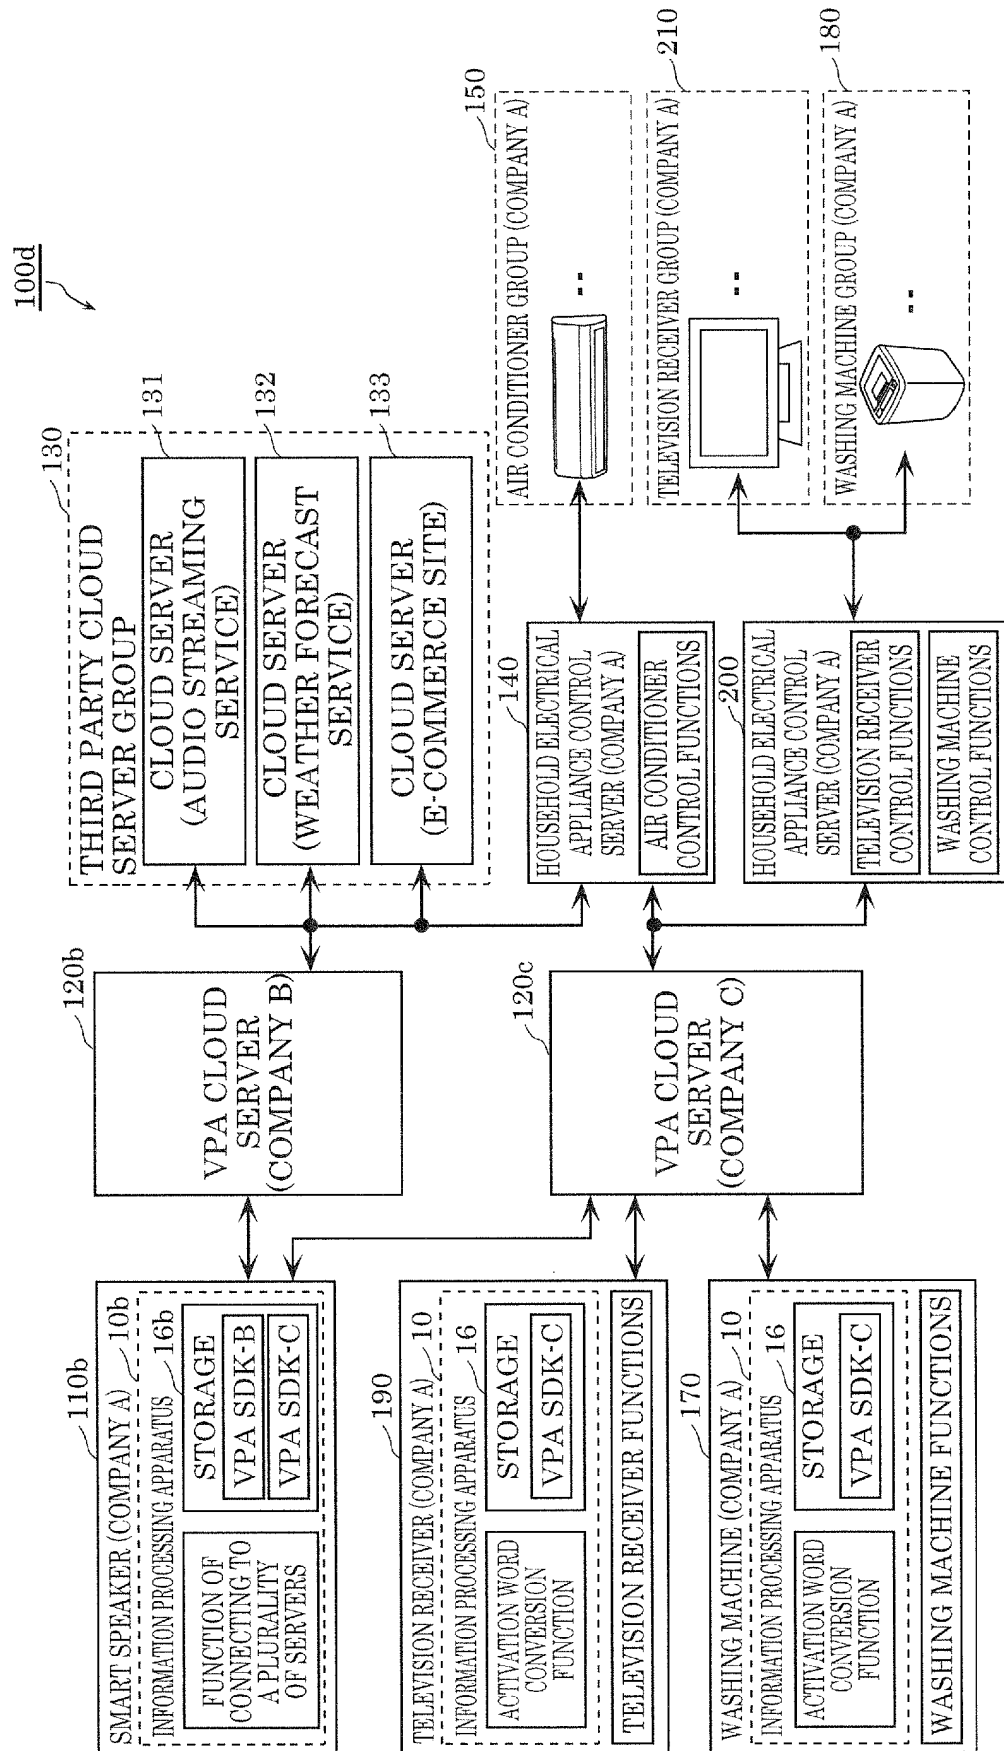 100d
110b
SMART SPEAKER (COMPANY A)
10b
INFORMATION PROCESSING APPARATUS
16b
FUNCTION OF
CONNECTING TO
A PLURALITY
OF SERVERS
STORAGE
VPA SDK-B
VPA SDK-C
190
TELEVISION RECEIVER (COMPANY A)
10
INFORMATION PROCESSING APPARATUS
16
ACTIVATION WORD
CONVERSION
FUNCTION
STORAGE
VPA SDK-C
TELEVISION RECEIVER FUNCTIONS
170
WASHING MACHINE (COMPANY A)
10
INFORMATION PROCESSING APPARATUS
16
ACTIVATION WORD
CONVERSION
FUNCTION
STORAGE
VPA SDK-C
WASHING MACHINE FUNCTIONS
120b
VPA CLOUD
SERVER
(COMPANY B)
120c
VPA CLOUD
SERVER
(COMPANY C)
130
THIRD PARTY CLOUD
SERVER GROUP
131
CLOUD SERVER
(AUDIO STREAMING
SERVICE)
132
CLOUD SERVER
(WEATHER FORECAST
SERVICE)
133
CLOUD SERVER
(E-COMMERCE SITE)
140
HOUSEHOLD ELECTRICAL
APPLIANCE CONTROL
SERVER (COMPANY A)
AIR CONDITIONER
CONTROL FUNCTIONS
200
HOUSEHOLD ELECTRICAL
APPLIANCE CONTROL
SERVER (COMPANY A)
TELEVISION RECEIVER
CONTROL FUNCTIONS
WASHING MACHINE
CONTROL FUNCTIONS
150
AIR CONDITIONER GROUP (COMPANY A)
210
TELEVISION RECEIVER GROUP (COMPANY A)
180
WASHING MACHINE GROUP (COMPANY A)